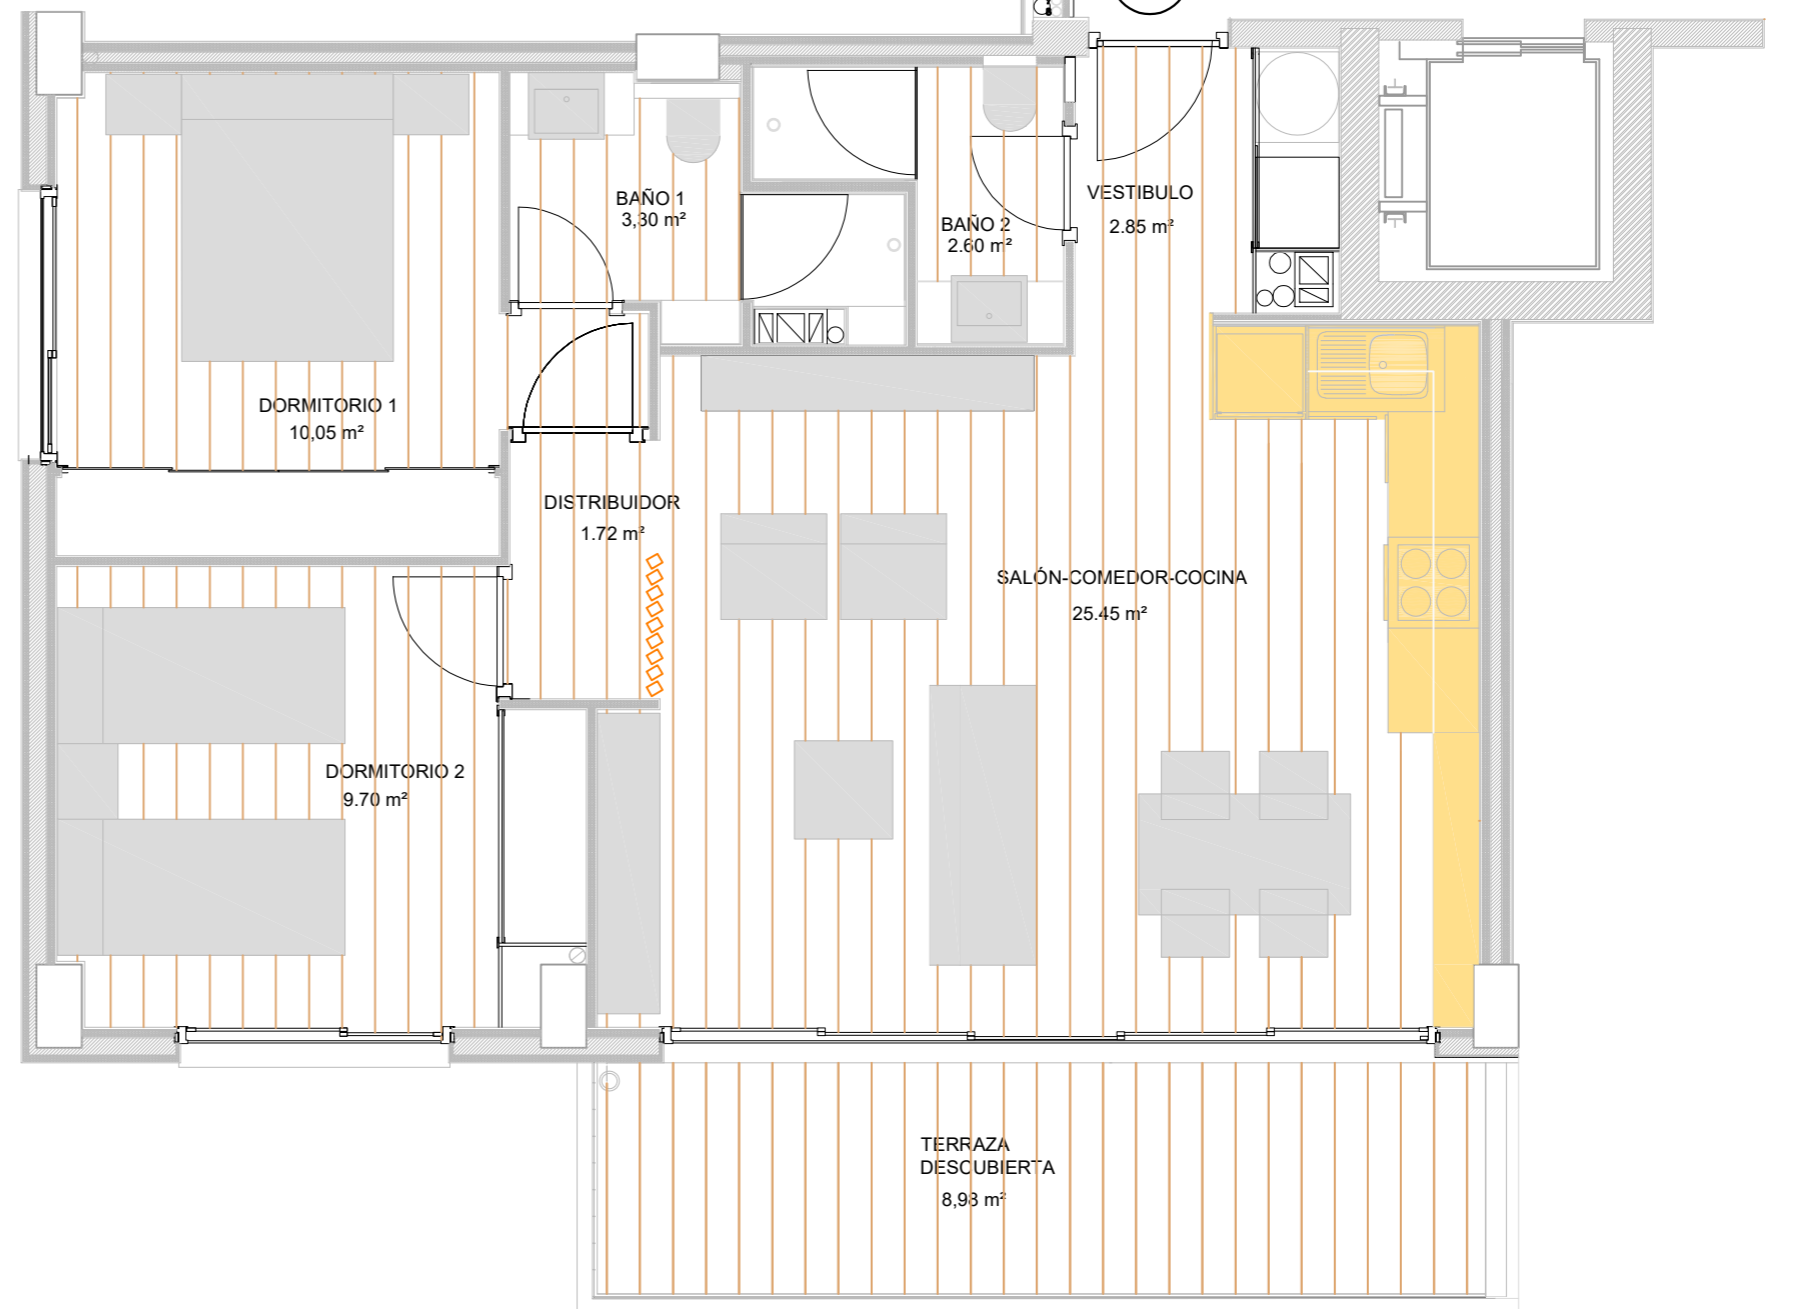 BAÑO 1
3,30 m²
VESTIBULO
2.85 m²
BAÑO 2
2.60 m²
DORMITORIO 1
10,05 m²
DISTRIBUIDOR
1.72 m²
SALÓN-COMEDOR-COCINA
25.45 m²
DORMITORIO 2
9.70 m²
TERRAZA
DESCUBIERTA
8,98 m²